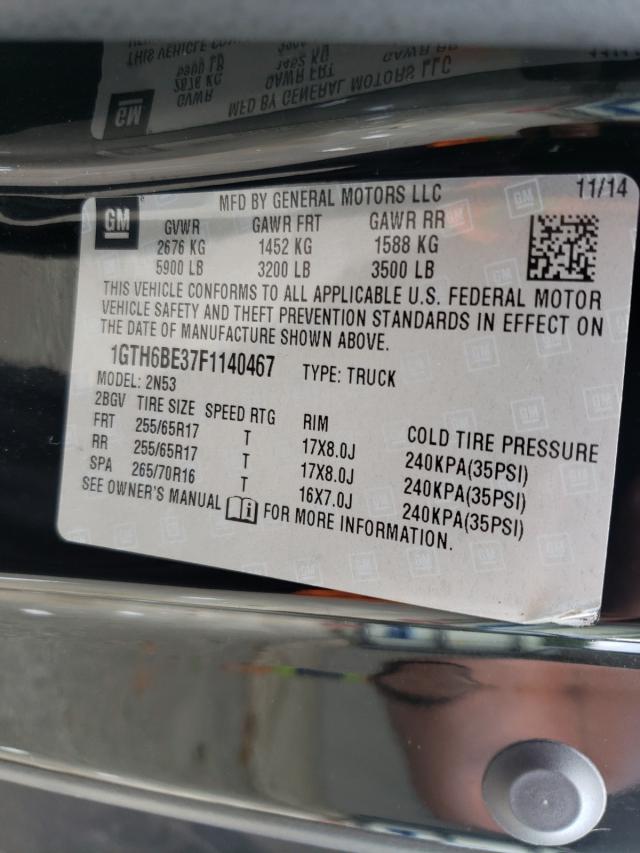 MFD BY GENERAL MOTORS LLC 11/14
GM
GVWR GAWR FRT GAWR RR
2676 KG 1452 KG 1588 KG
5900 LB 3200 LB 3500 LB
THIS VEHICLE CONFORMS TO ALL APPLICABLE U.S. FEDERAL MOTOR
VEHICLE SAFETY AND THEFT PREVENTION STANDARDS IN EFFECT ON
THE DATE OF MANUFACTURE SHOWN ABOVE.
1GTH6BE37F1140467 TYPE: TRUCK
MODEL: 2N53
2BGV TIRE SIZE SPEED RTG RIM COLD TIRE PRESSURE
FRT 255/65R17 T 17X8.0J 240KPA(35PSI)
RR 255/65R17 T 17X8.0J 240KPA(35PSI)
SPA 265/70R16 T 16X7.0J 240KPA(35PSI)
SEE OWNER'S MANUAL FOR MORE INFORMATION.